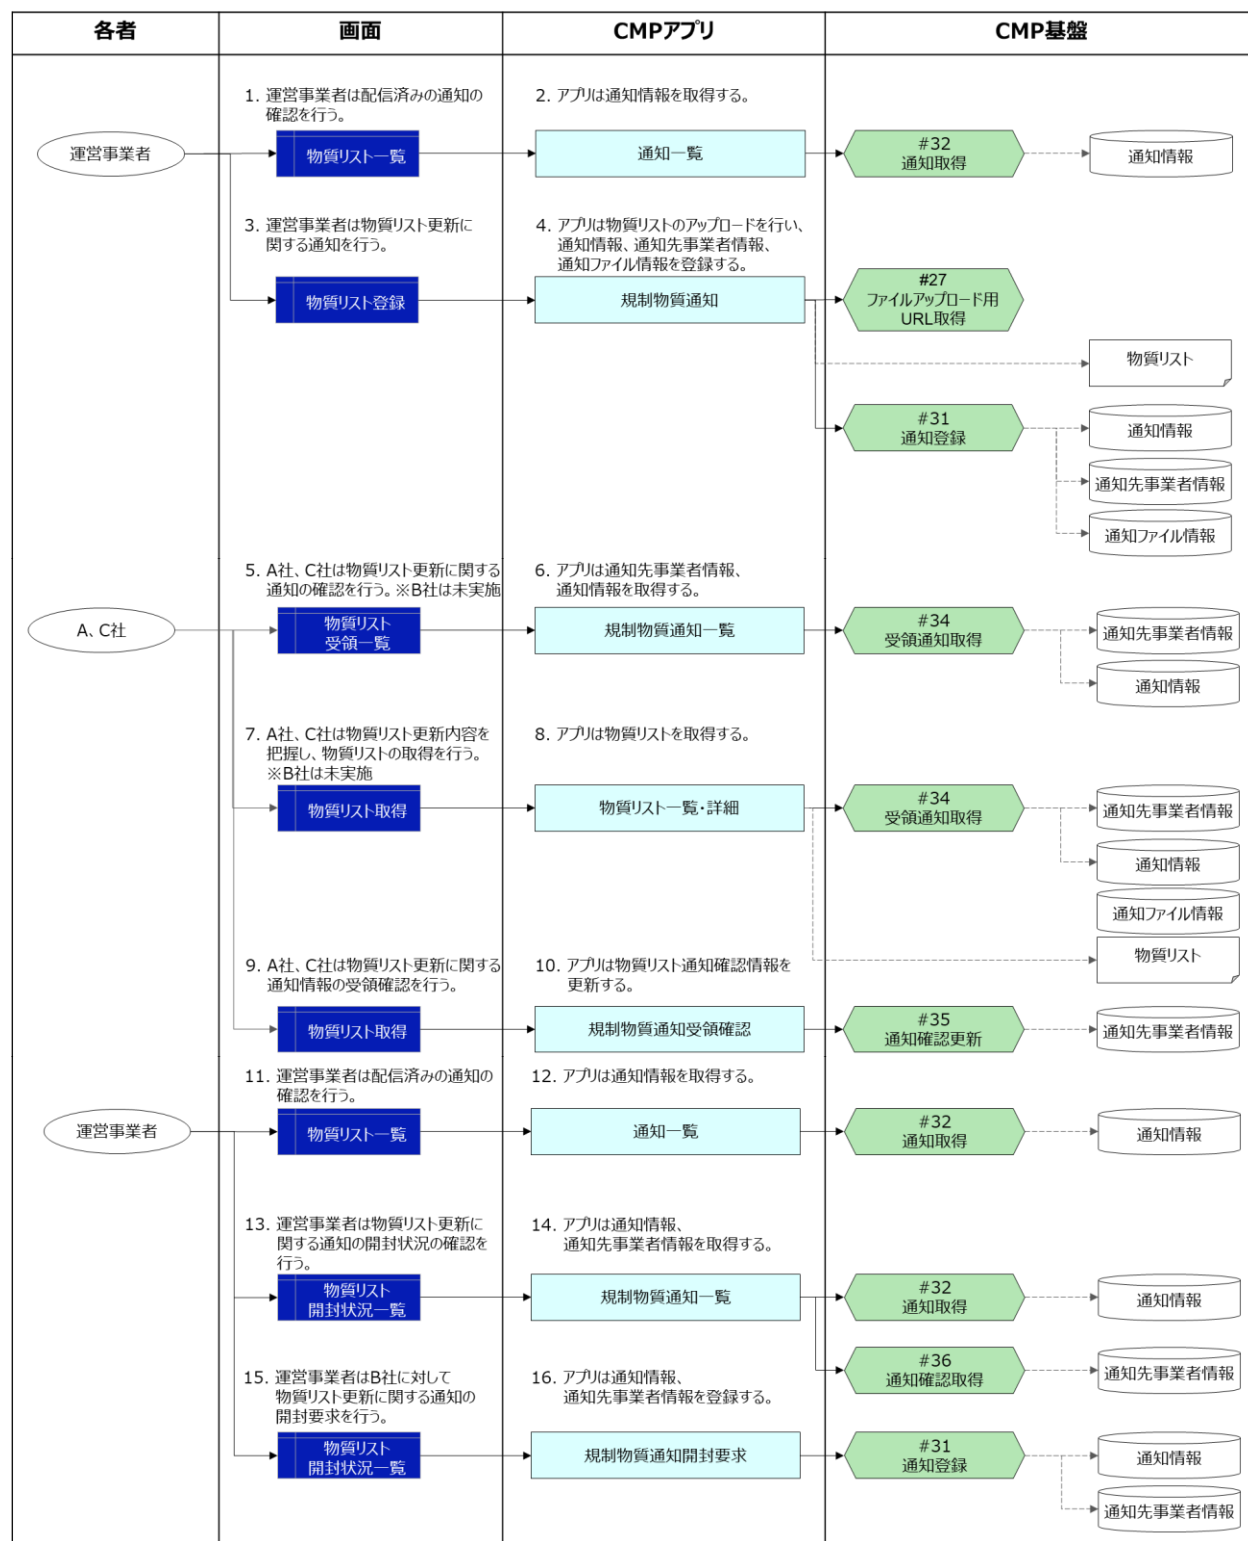 各者
画面
CMPアプリ
CMP基盤
1. 運営事業者は配信済みの通知の
確認を行う。
2. アプリは通知情報を取得する。
運営事業者
物質リスト一覧
通知一覧
#32
通知取得
通知情報
3. 運営事業者は物質リスト更新に
関する通知を行う。
4. アプリは物質リストのアップロードを行い、
通知情報、通知先事業者情報、
通知ファイル情報を登録する。
物質リスト登録
規制物質通知
#27
ファイルアップロード用
URL取得
物質リスト
#31
通知登録
通知情報
通知先事業者情報
通知ファイル情報
5. A社、C社は物質リスト更新に関する
通知の確認を行う。※B社は未実施
6. アプリは通知先事業者情報、
通知情報を取得する。
A、C社
物質リスト
受領一覧
規制物質通知一覧
#34
受領通知取得
通知先事業者情報
通知情報
7. A社、C社は物質リスト更新内容を
把握し、物質リストの取得を行う。
※B社は未実施
8. アプリは物質リストを取得する。
物質リスト取得
物質リスト一覧・詳細
#34
受領通知取得
通知先事業者情報
通知情報
通知ファイル情報
物質リスト
9. A社、C社は物質リスト更新に関する
通知情報の受領確認を行う。
10. アプリは物質リスト通知確認情報を
更新する。
物質リスト取得
規制物質通知受領確認
#35
通知確認更新
通知先事業者情報
11. 運営事業者は配信済みの通知の
確認を行う。
12. アプリは通知情報を取得する。
運営事業者
物質リスト一覧
通知一覧
#32
通知取得
通知情報
13. 運営事業者は物質リスト更新に
関する通知の開封状況の確認を
行う。
14. アプリは通知情報、
通知先事業者情報を取得する。
物質リスト
開封状況一覧
規制物質通知一覧
#32
通知取得
通知情報
#36
通知確認取得
通知先事業者情報
15. 運営事業者はB社に対して
物質リスト更新に関する通知の
開封要求を行う。
16. アプリは通知情報、
通知先事業者情報を登録する。
物質リスト
開封状況一覧
規制物質通知開封要求
#31
通知登録
通知情報
通知先事業者情報